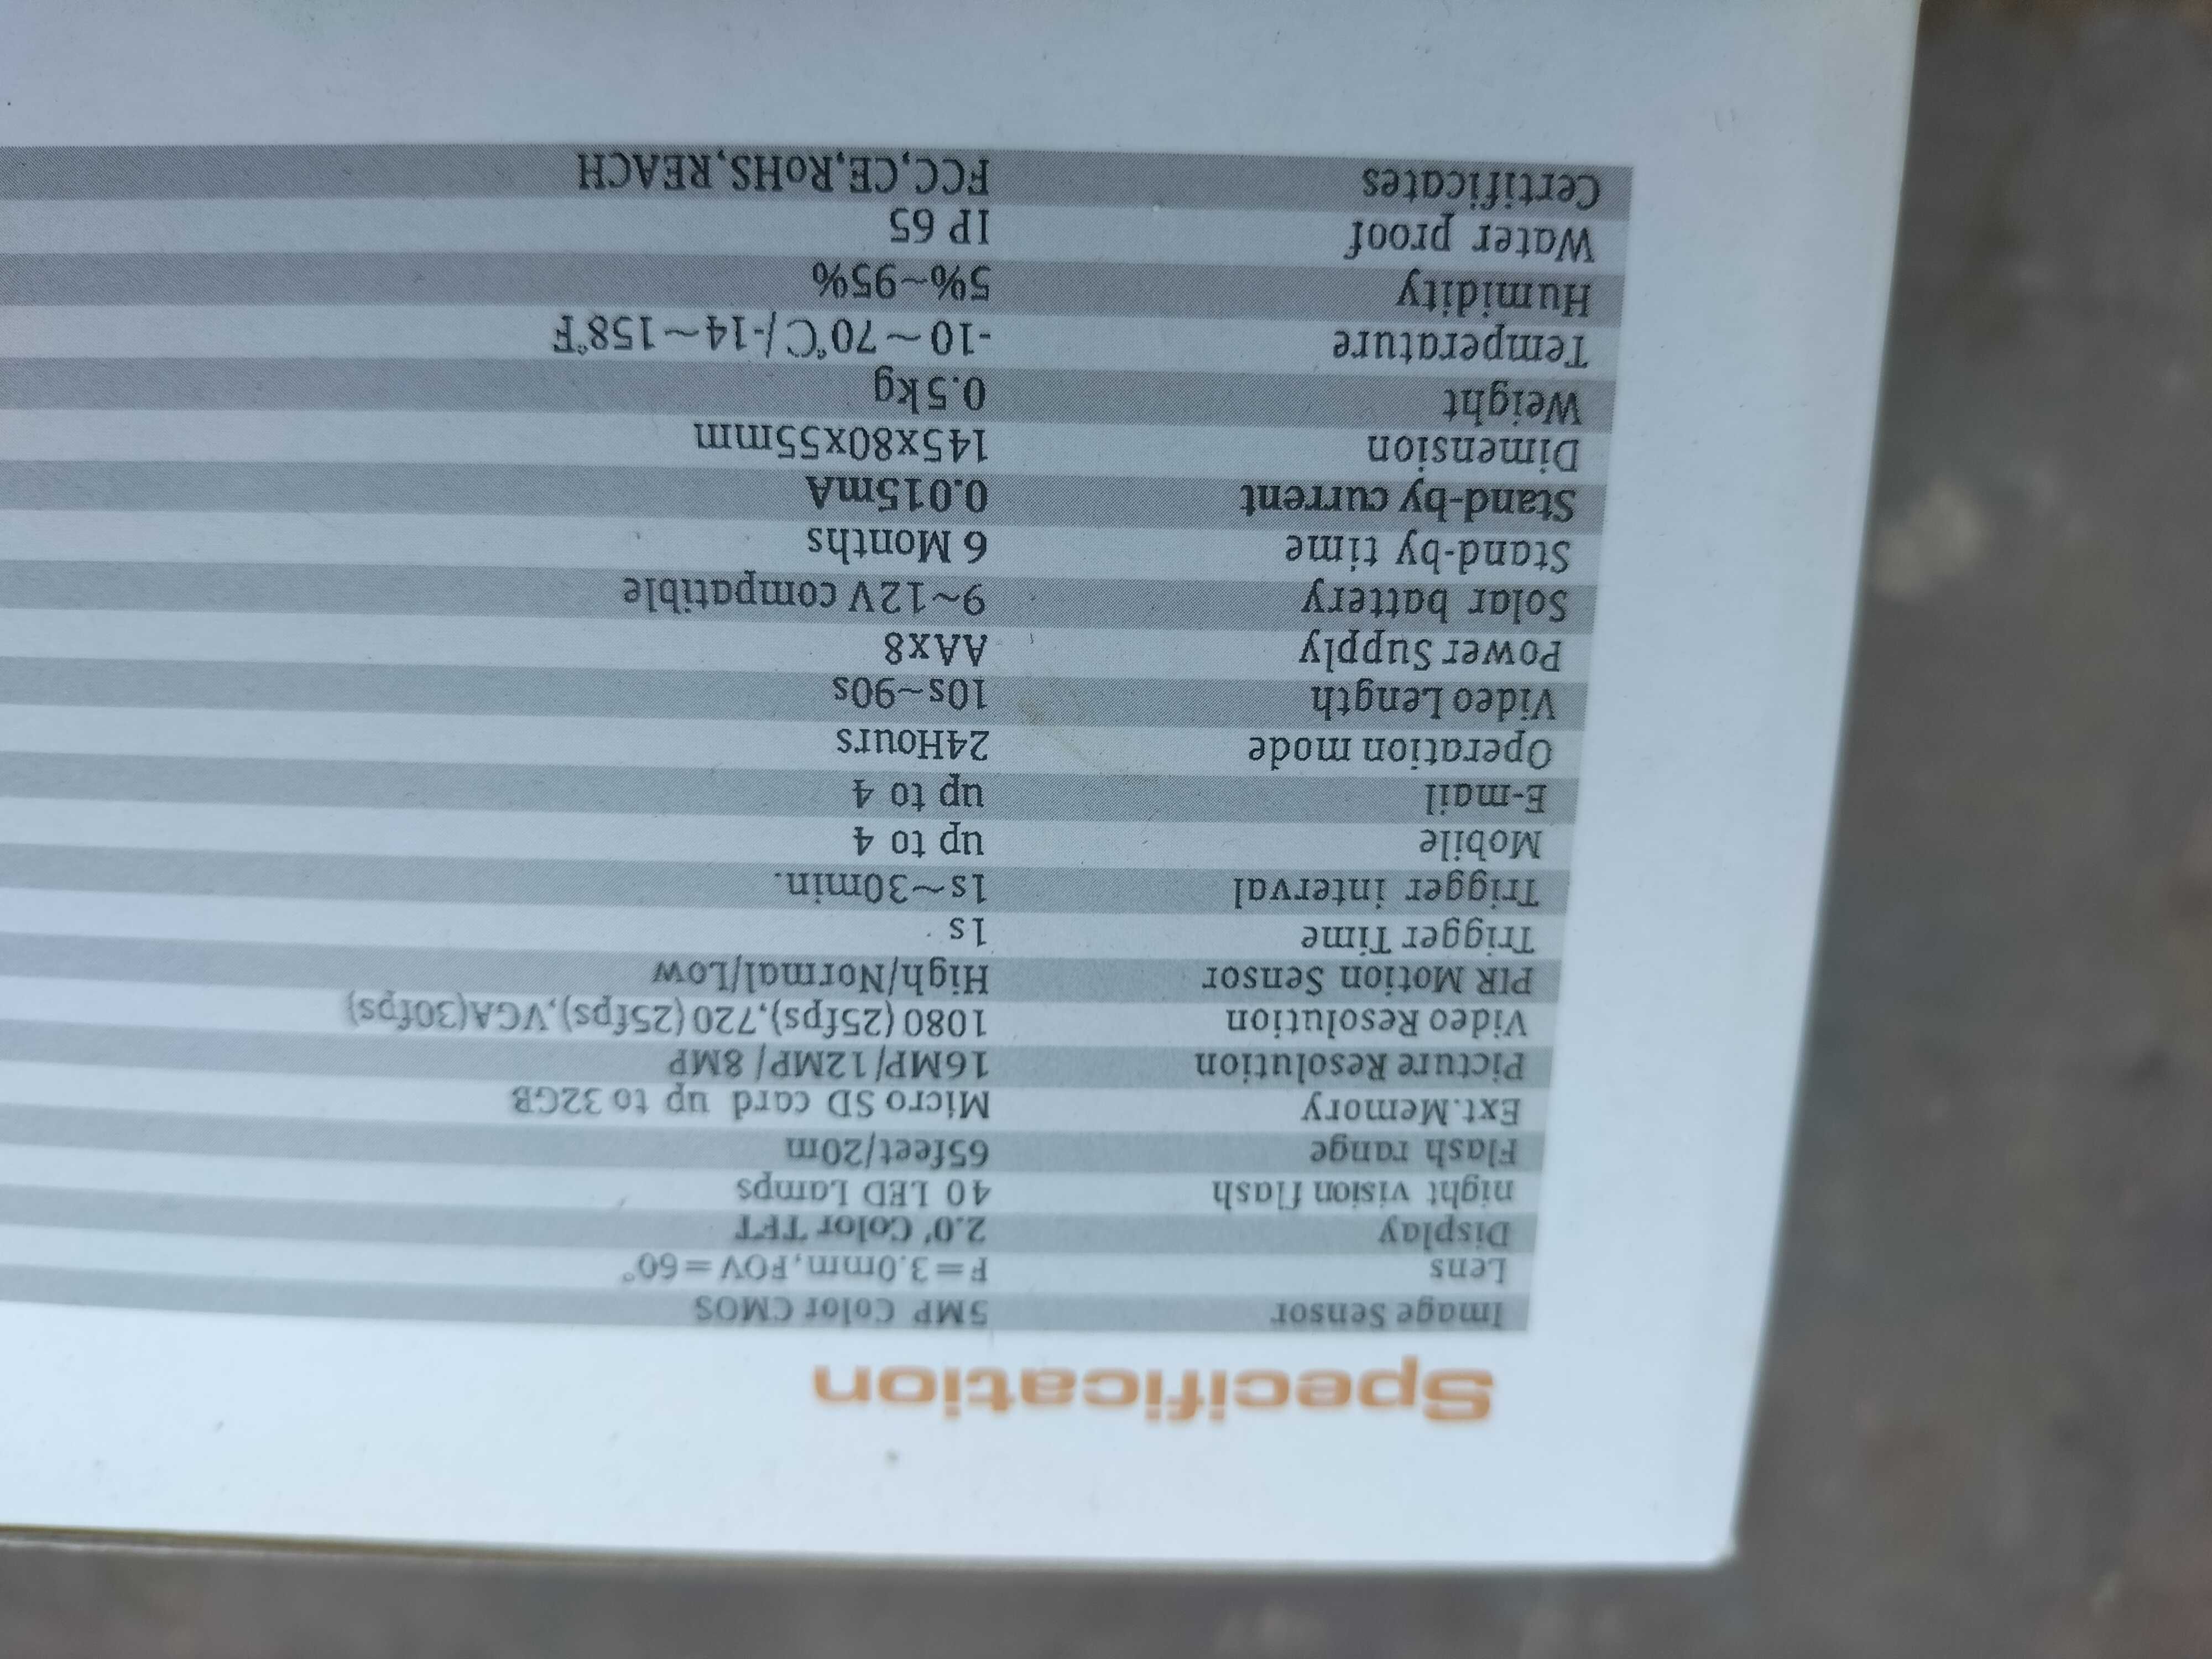 Specification
Image Sensor 5MP Color CMOS
Lens F=3.0mm, FOV=60°
Display 2.0' Color TFT
night vision flash 40 LED Lamps
Flash range 65feet/20m
Ext.Memory Micro SD card up to 32GB
Picture Resolution 16MP/12MP/ 8MP
Video Resolution 1080 (25fps),720 (25fps),VGA(30fps)
PIR Motion Sensor High/Normal/Low
Trigger Time 1s
Trigger interval 1s~30min.
Mobile up to 4
E-mail up to 4
Operation mode 24Hours
Video Length 10s~90s
Power Supply AAx8
Solar battery 9~12V compatible
Stand-by time 6 Months
Stand-by current 0.015mA
Dimension 145x80x55mm
Weight 0.5kg
Temperature -10~70°C/-14~158°F
Humidity 5%~95%
Water proof IP 65
Certificates FCC,CE,RoHS,REACH